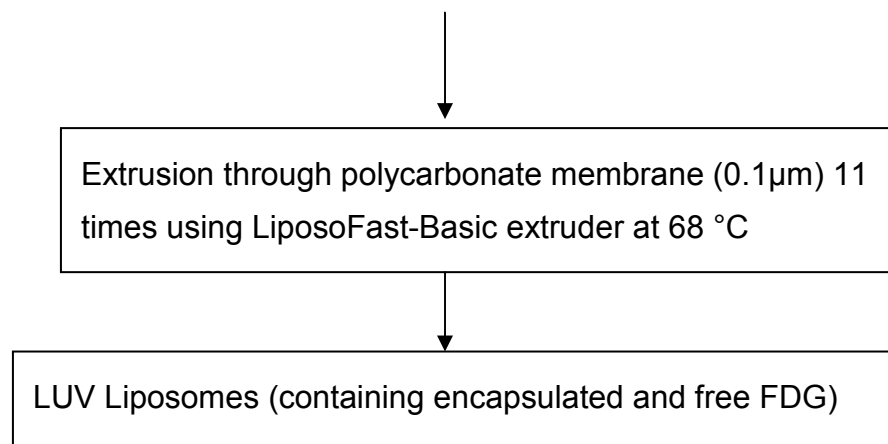 Extrusion through polycarbonate membrane (0.1µm) 11
times using LiposoFast-Basic extruder at 68 °C
LUV Liposomes (containing encapsulated and free FDG)